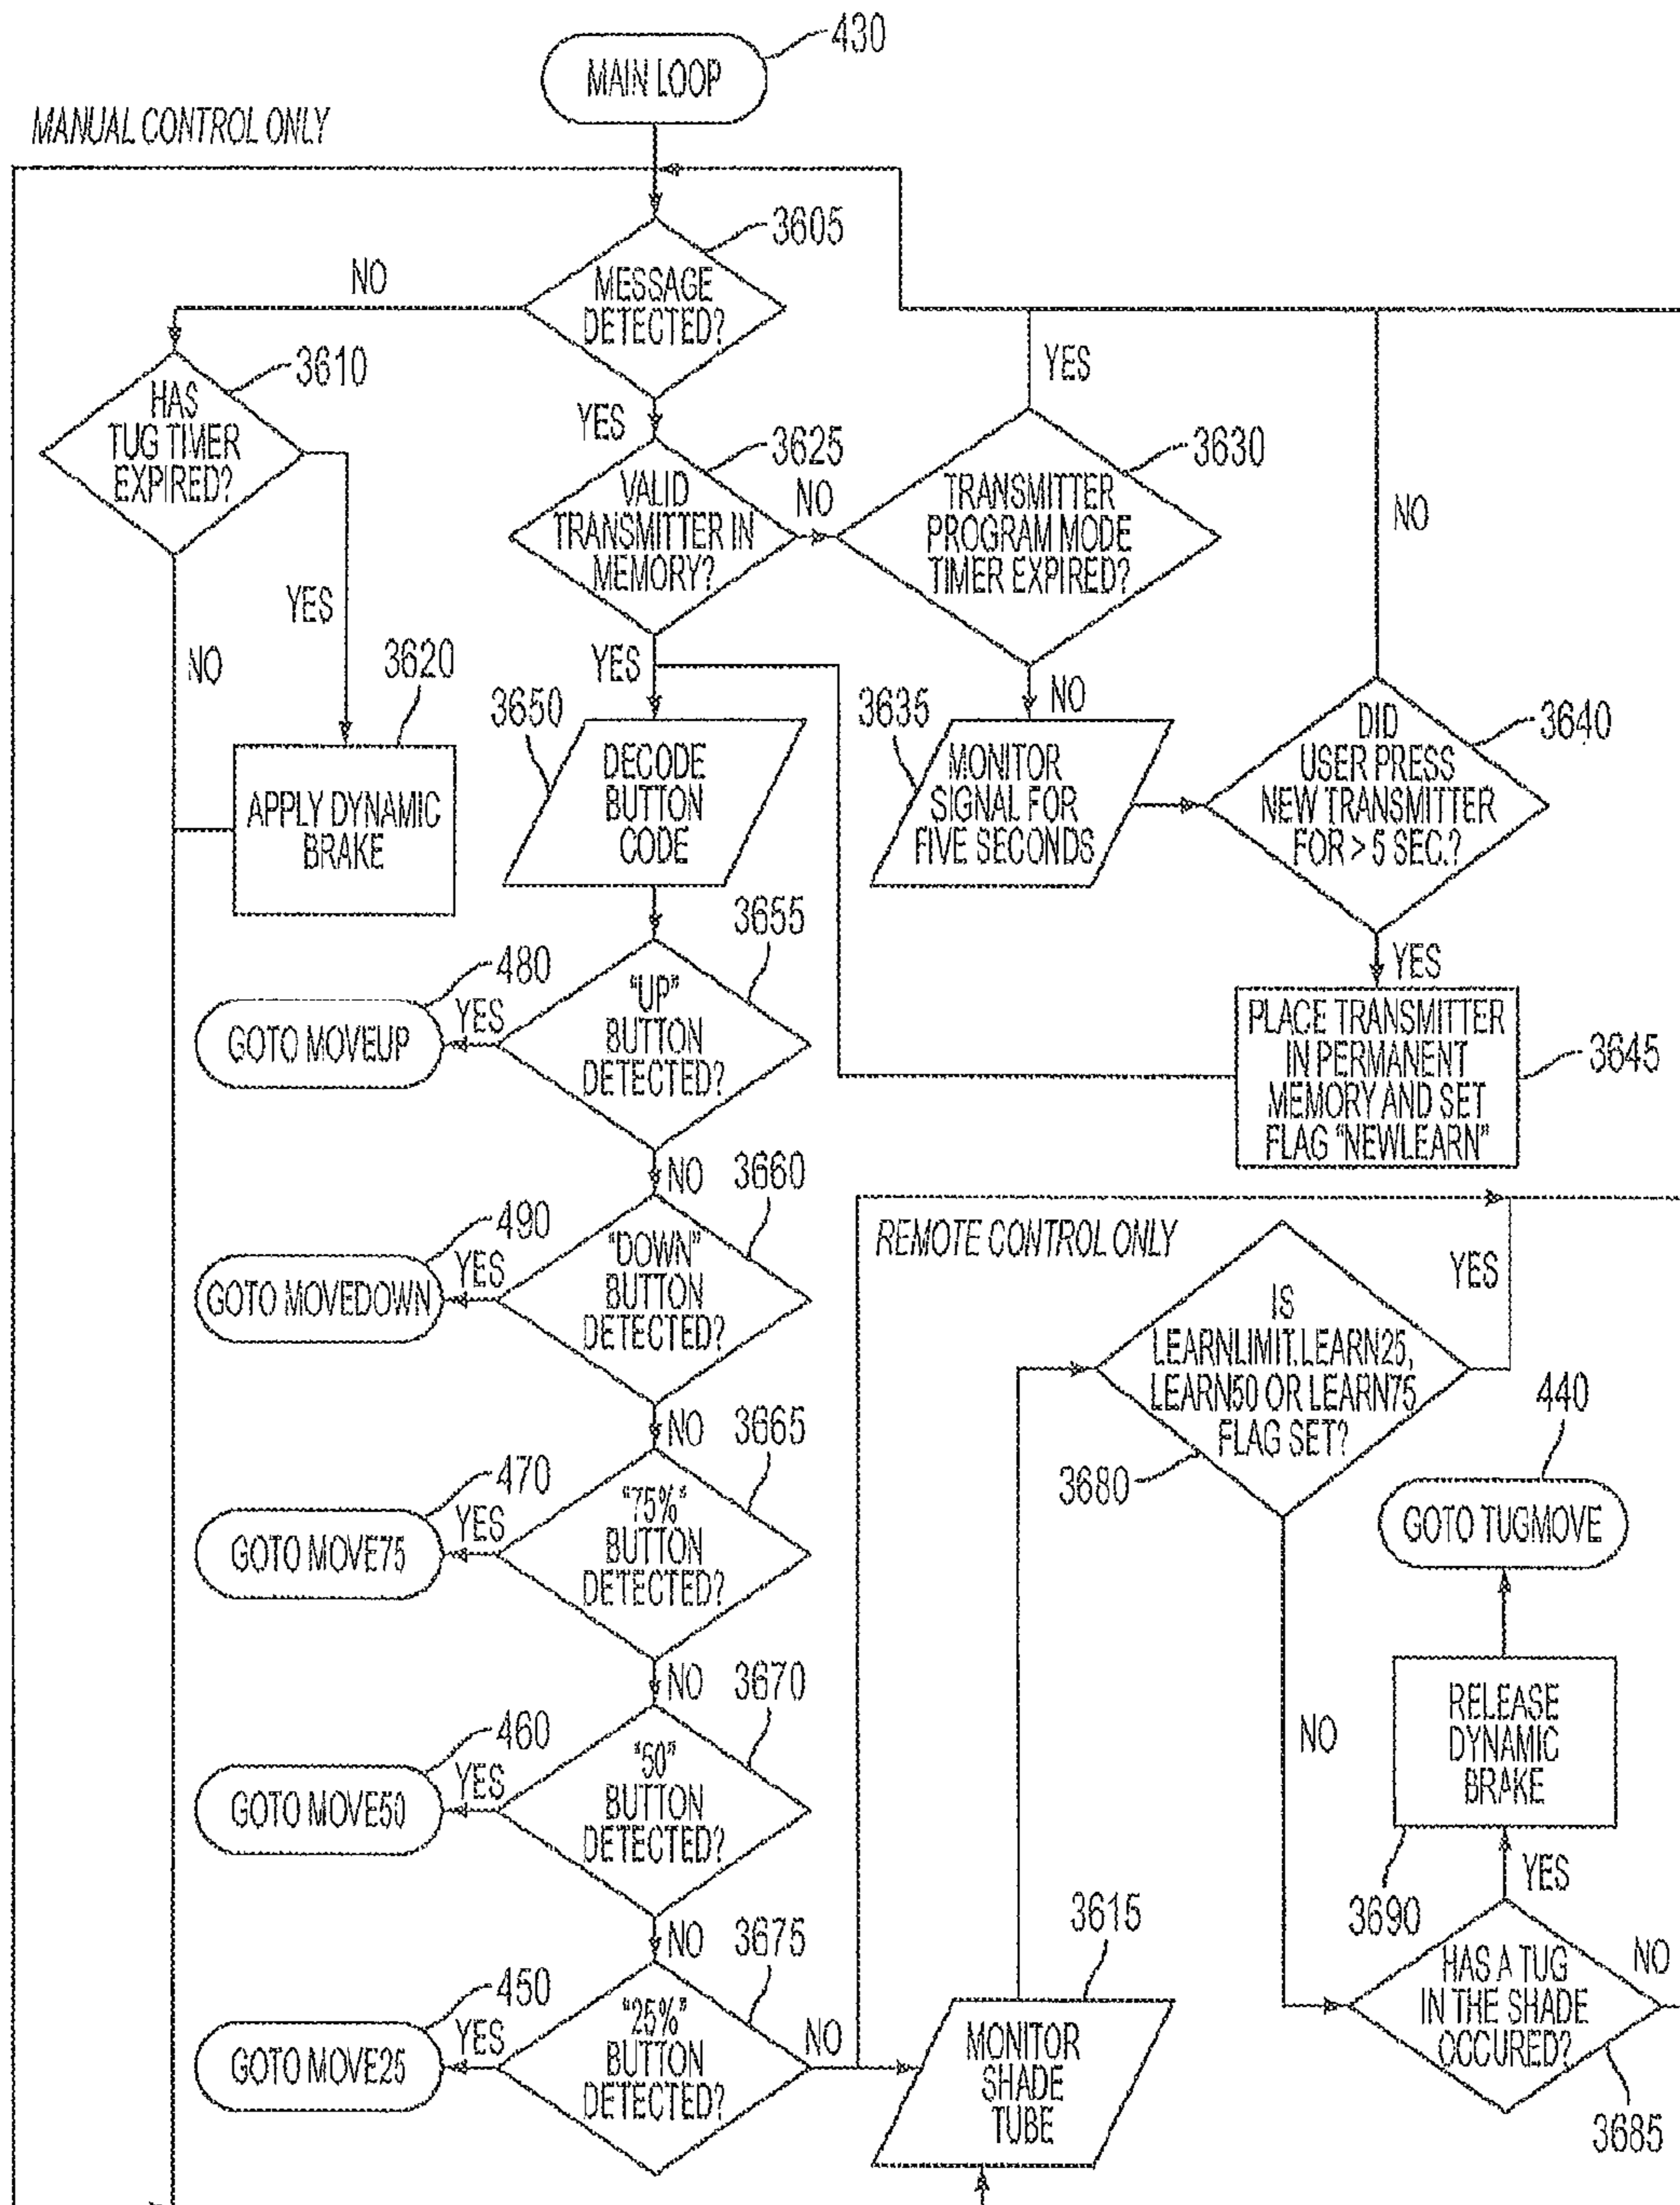 430
MAIN LOOP
MANUAL CONTROL ONLY
3605
NO
MESSAGE
DETECTED?
3610
HAS
TUG TIMER
EXPIRED?
YES
YES
3625
VALID
TRANSMITTER IN
MEMORY?
NO
3630
TRANSMITTER
PROGRAM MODE
TIMER EXPIRED?
NO
YES
NO
3620
APPLY DYNAMIC
BRAKE
YES
3650
DECODE
BUTTON
CODE
NO
3635
MONITOR
SIGNAL FOR
FIVE SECONDS
3640
DID
USER PRESS
NEW TRANSMITTER
FOR > 5 SEC.?
YES
PLACE TRANSMITTER
IN PERMANENT
MEMORY AND SET
FLAG "NEWLEARN"
3645
3655
"UP"
BUTTON
DETECTED?
YES
480
GOTO MOVEUP
NO
3660
"DOWN"
BUTTON
DETECTED?
YES
490
GOTO MOVEDOWN
NO
3665
"75%"
BUTTON
DETECTED?
YES
470
GOTO MOVE75
NO
3670
"50"
BUTTON
DETECTED?
YES
460
GOTO MOVE50
NO
3675
"25%"
BUTTON
DETECTED?
YES
450
GOTO MOVE25
NO
REMOTE CONTROL ONLY
3615
MONITOR
SHADE
TUBE
IS
LEARNLIMIT.LEARN25,
LEARN50 OR LEARN75
FLAG SET?
3680
YES
NO
440
GOTO TUGMOVE
RELEASE
DYNAMIC
BRAKE
3690
YES
HAS A TUG
IN THE SHADE
OCCURED?
NO
3685